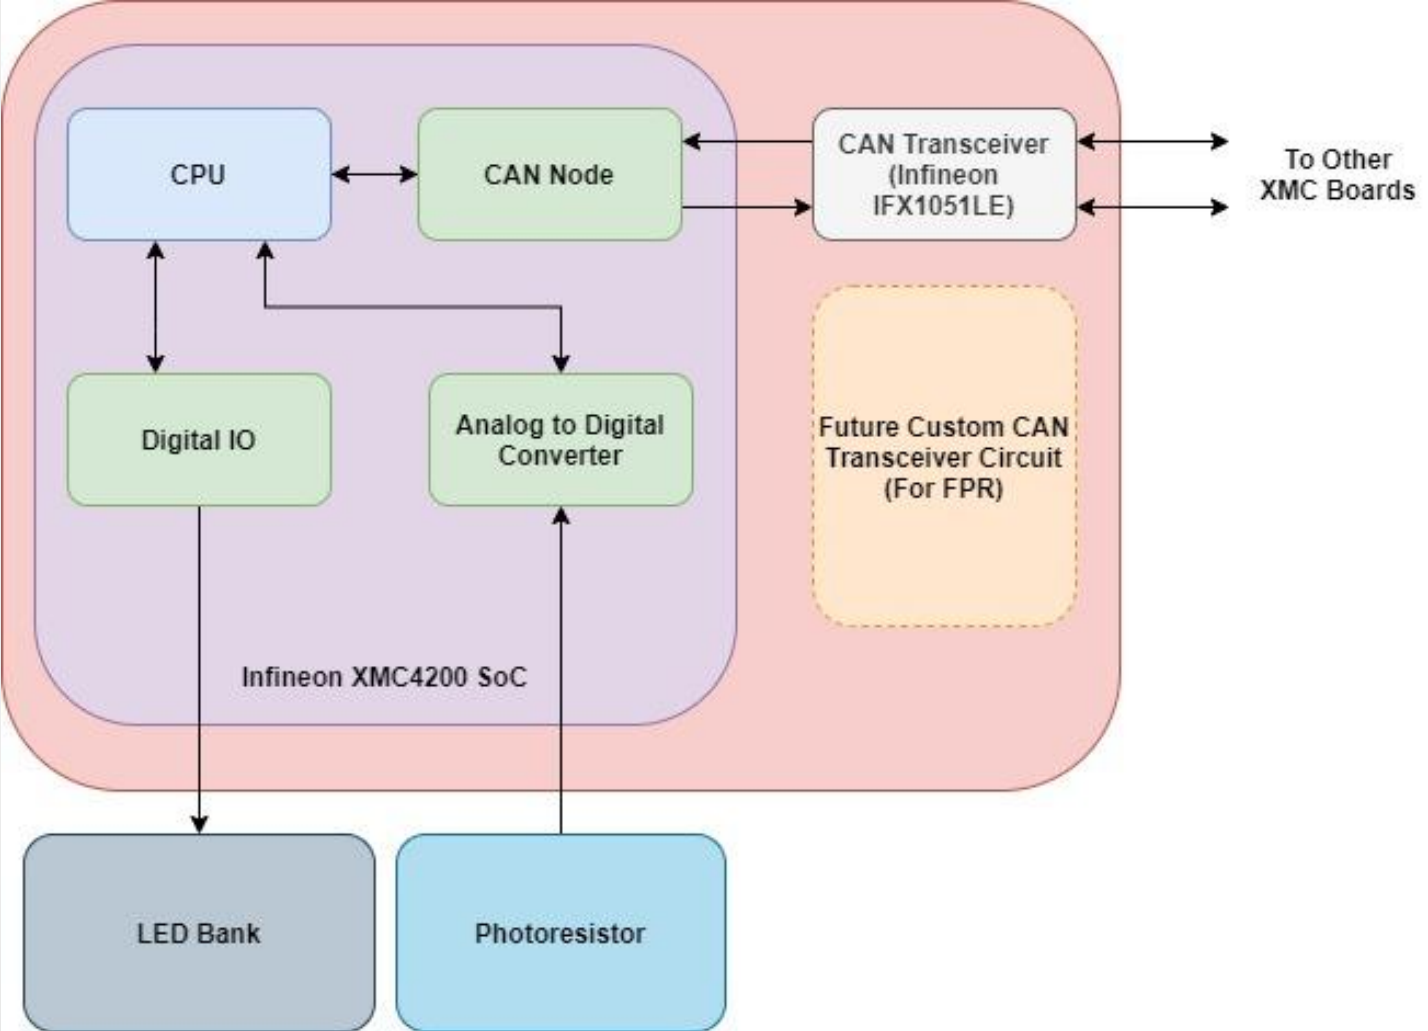 CPU
CAN Node
CAN Transceiver
(Infineon
IFX1051LE)
To Other
XMC Boards
Digital IO
Analog to Digital
Converter
Future Custom CAN
Transceiver Circuit
(For FPR)
Infineon XMC4200 SoC
LED Bank
Photoresistor